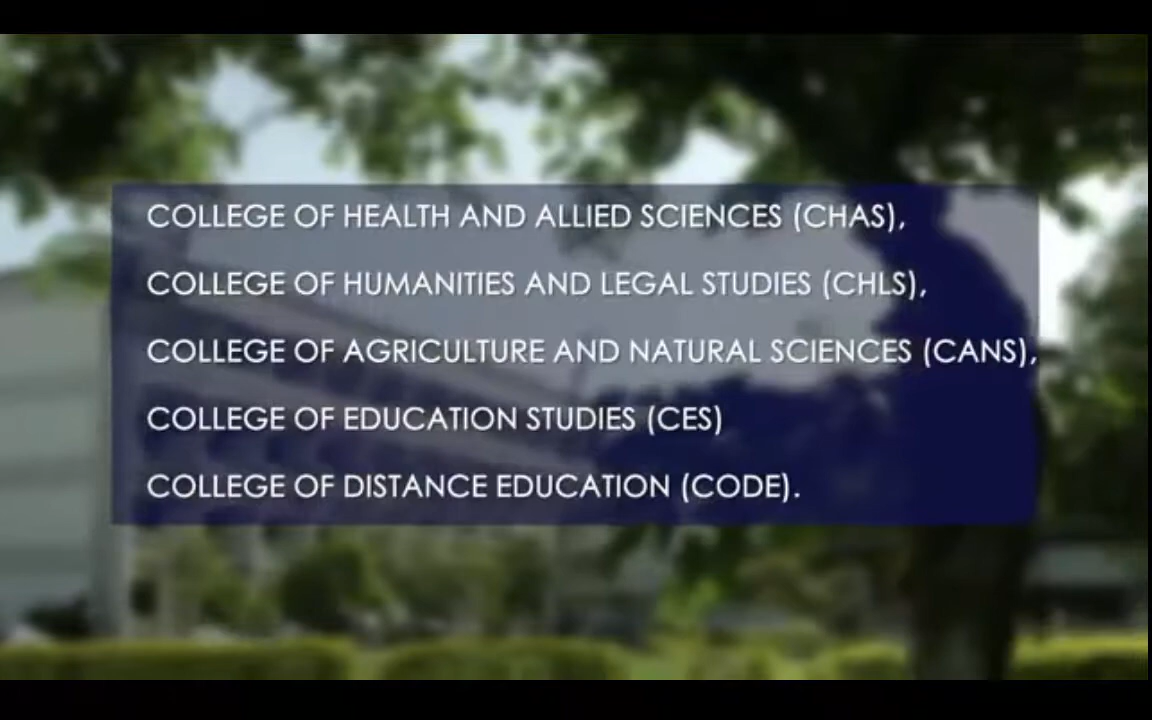 COLLEGE OF HEALTH AND ALLIED SCIENCES (CHAS),
COLLEGE OF HUMANITIES AND LEGAL STUDIES (CHLS),
COLLEGE OF AGRICULTURE AND NATURAL SCIENCES (CANS),
COLLEGE OF EDUCATION STUDIES (CES)
COLLEGE OF DISTANCE EDUCATION (CODE).